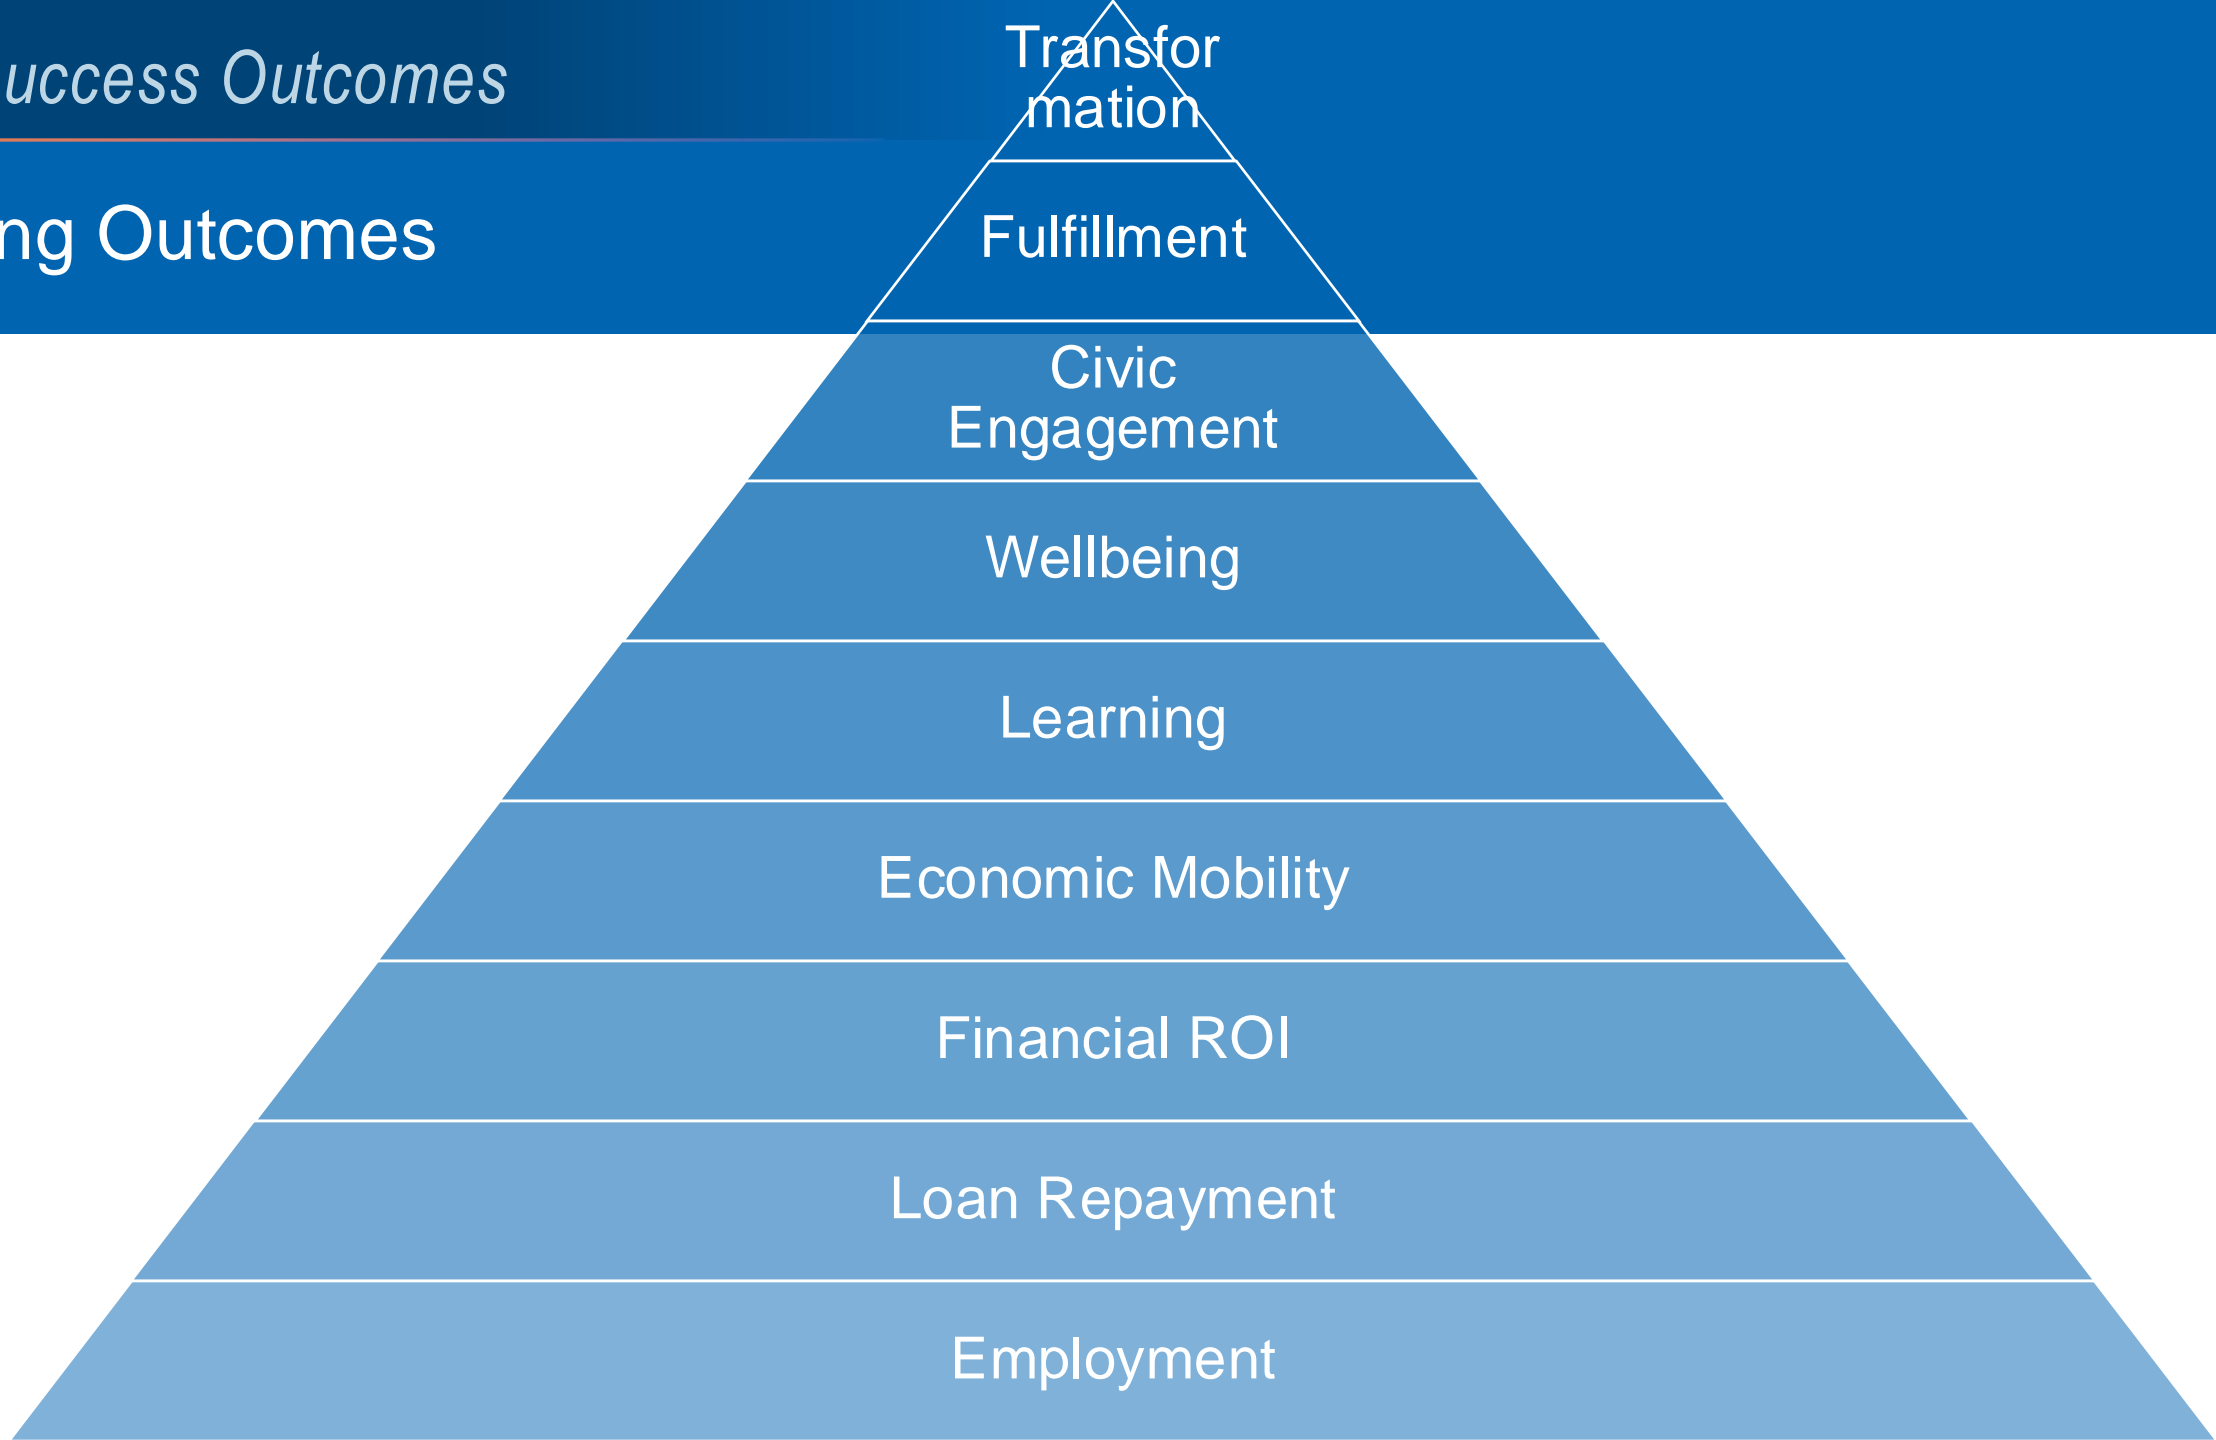 uccess Outcomes
ng Outcomes
Transfor
mation
Fulfillment
Civic
Engagement
Wellbeing
Learning
Economic Mobility
Financial ROI
Loan Repayment
Employment